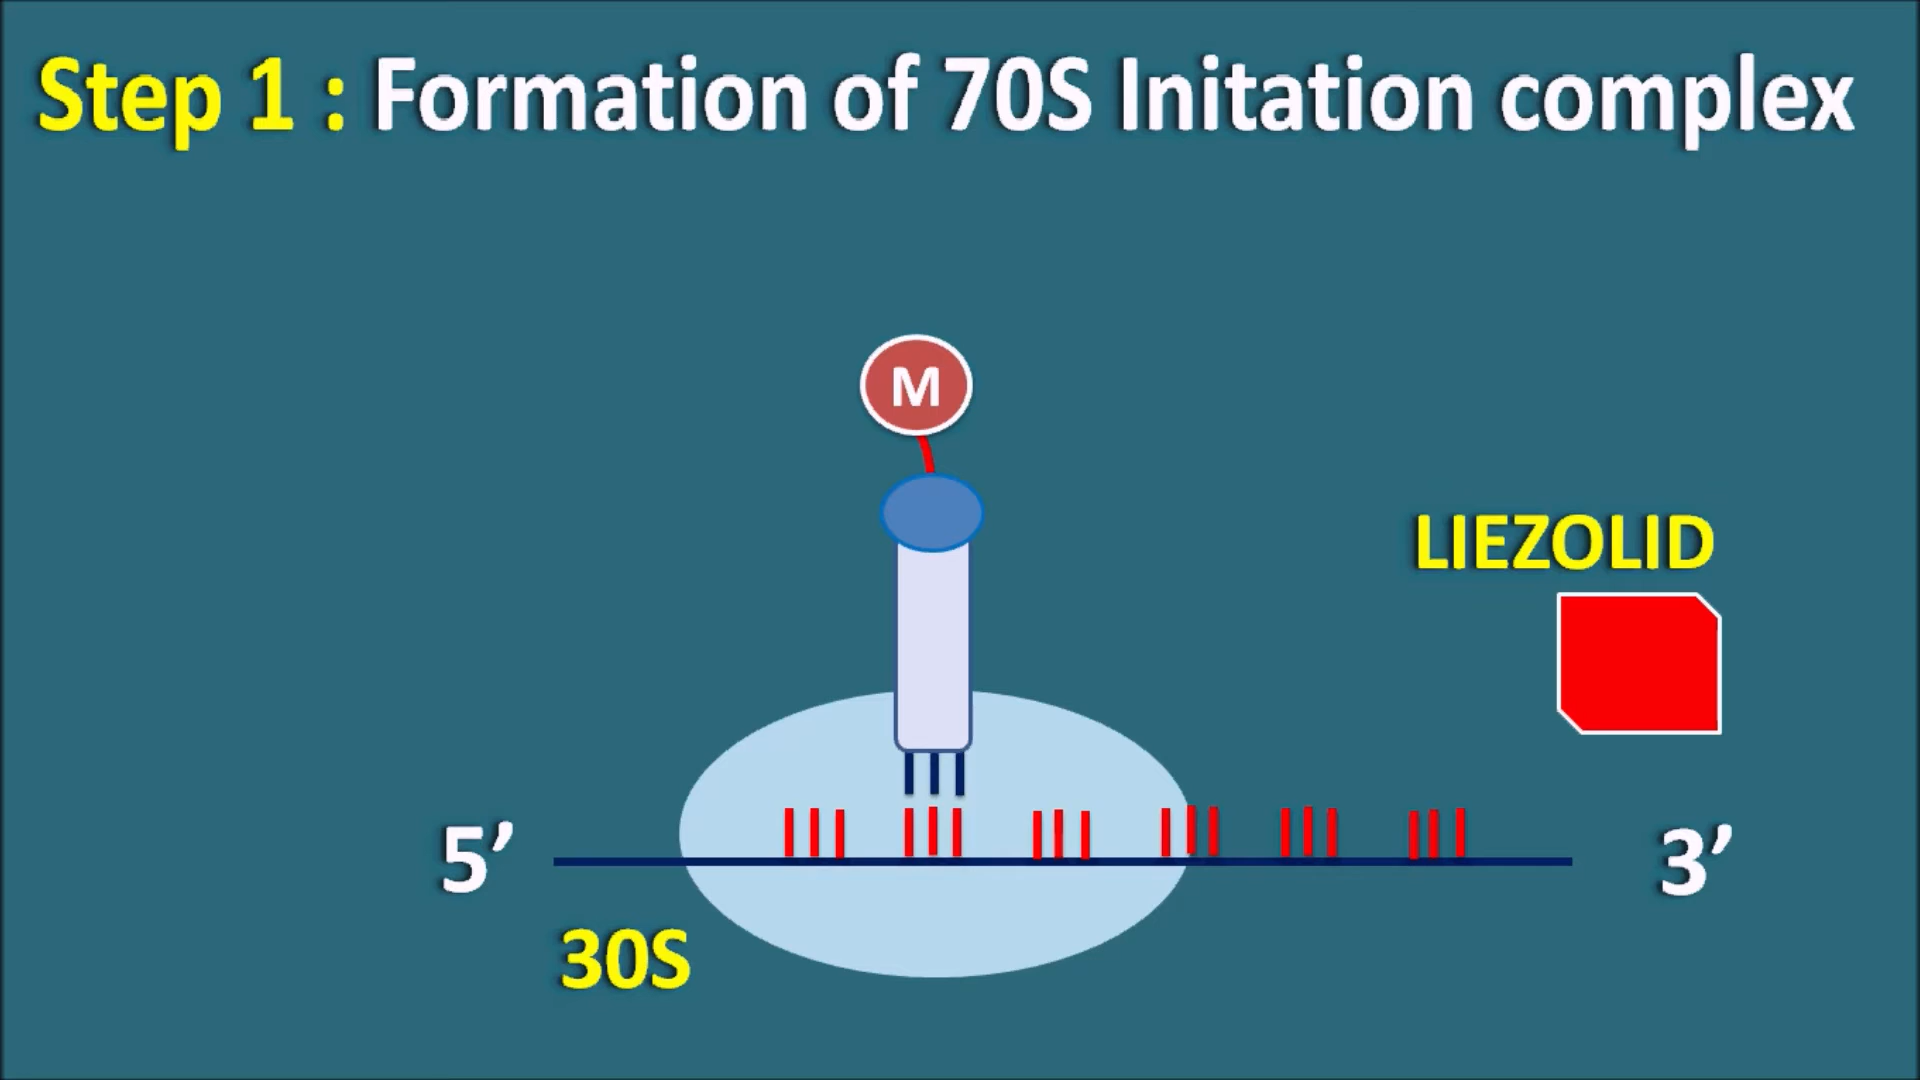 Step 1 : Formation of 70S Initation complex
M
LIEZOLID
5’
3’
30S